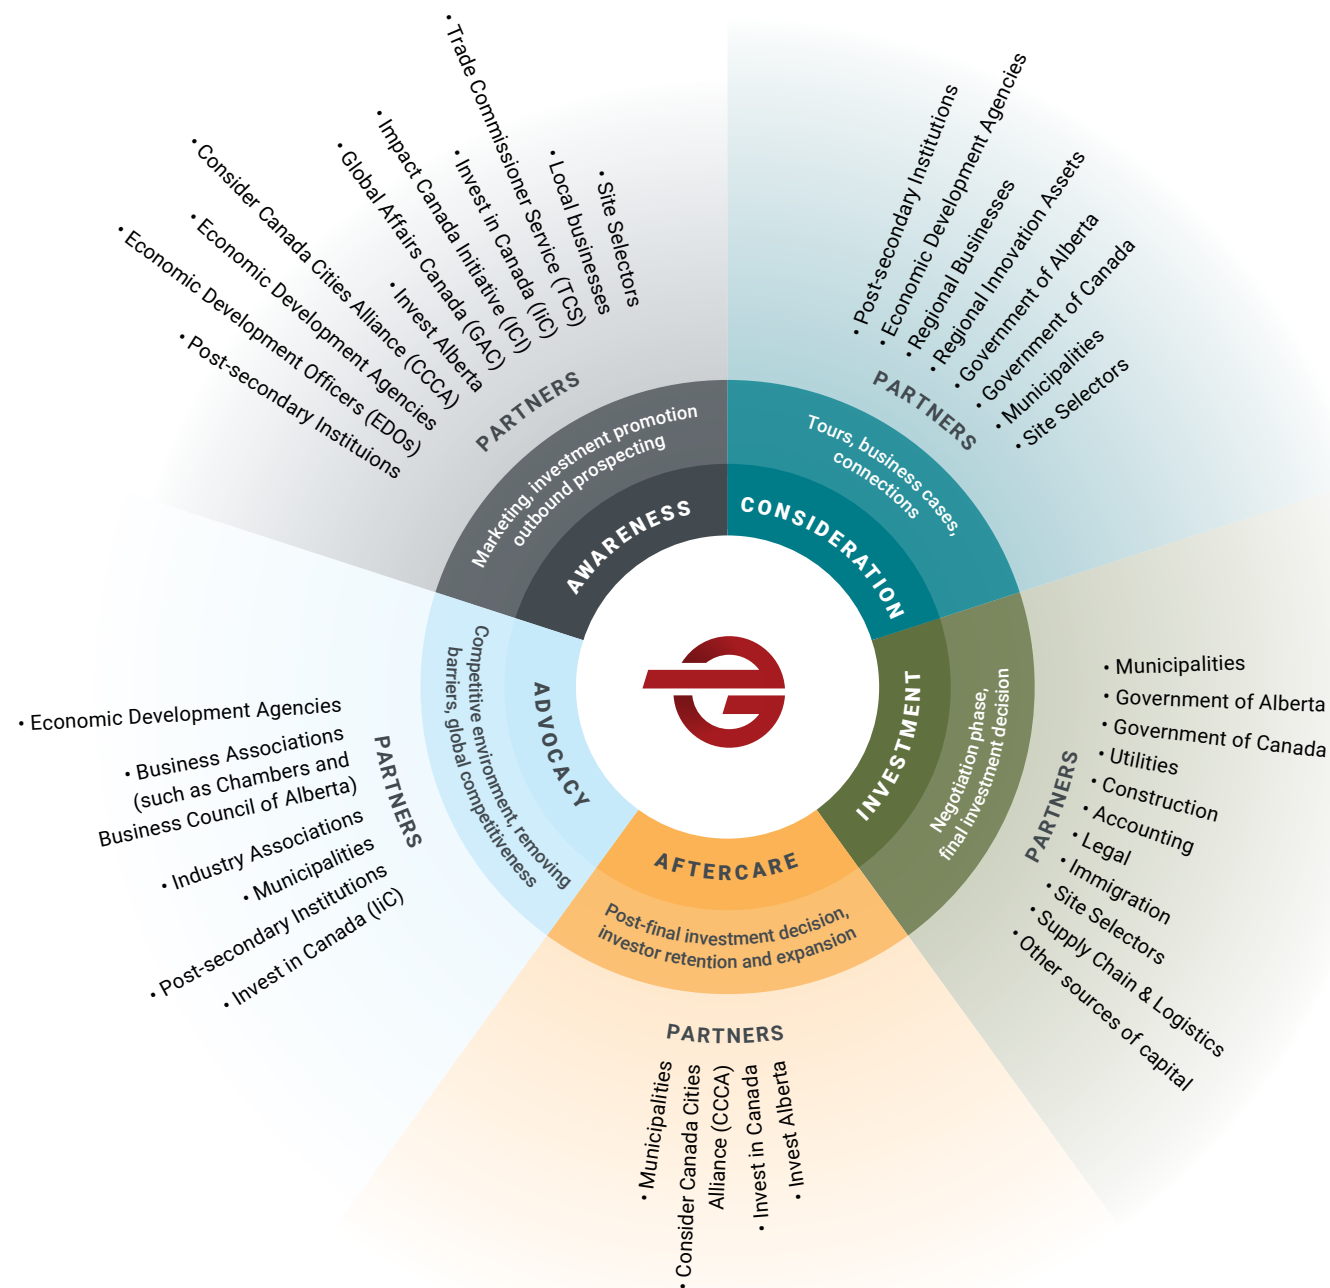 AWARENESS
Marketing, investment promotion
outbound prospecting
PARTNERS
• Post-secondary Instituions
• Economic Development Officers (EDOs)
• Economic Development Agencies
• Consider Canada Cities Alliance (CCCA)
• Invest Alberta
• Global Affairs Canada (GAC)
• Impact Canada Initiative (ICI)
• Invest in Canada (IiC)
• Trade Commissioner Service (TCS)
• Local businesses
• Site Selectors
CONSIDERATION
Tours, business cases,
connections
PARTNERS
• Post-secondary Institutions
• Economic Development Agencies
• Regional Businesses
• Regional Innovation Assets
• Government of Alberta
• Government of Canada
• Municipalities
• Site Selectors
INVESTMENT
Negotiation phase,
final investment decision
PARTNERS
• Municipalities
• Government of Alberta
• Government of Canada
• Utilities
• Construction
• Accounting
• Legal
• Immigration
• Site Selectors
• Supply Chain & Logistics
• Other sources of capital
AFTERCARE
Post-final investment decision,
investor retention and expansion
PARTNERS
• Municipalities
• Consider Canada Cities
Alliance (CCCA)
• Invest in Canada
• Invest Alberta
ADVOCACY
Competitive environment, removing
barriers, global competitiveness
PARTNERS
• Economic Development Agencies
• Business Associations
(such as Chambers and
Business Council of Alberta)
• Industry Associations
• Municipalities
• Post-secondary Institutions
• Invest in Canada (IiC)